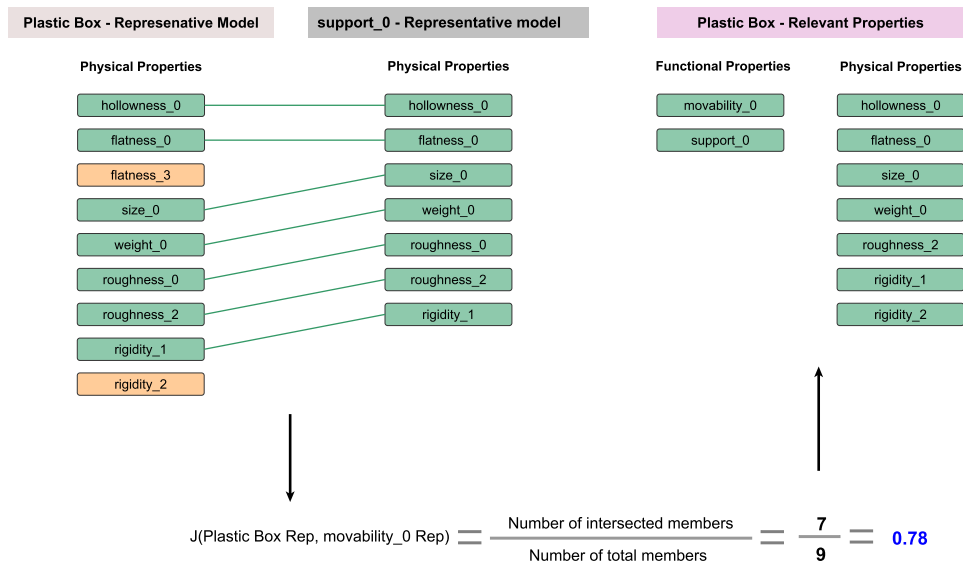 Plastic Box - Represenative Model
support_0 - Representative model
Plastic Box - Relevant Properties
Physical Properties
Physical Properties
Functional Properties
Physical Properties
hollowness_0
flatness_0
flatness_3
size_0
weight_0
roughness_0
roughness_2
rigidity_1
rigidity_2
hollowness_0
flatness_0
size_0
weight_0
roughness_0
roughness_2
rigidity_1
movability_0
support_0
hollowness_0
flatness_0
size_0
weight_0
roughness_2
rigidity_1
rigidity_2
J(Plastic Box Rep, movability_0 Rep) = Number of intersected members / Number of total members = 7 / 9 = 0.78